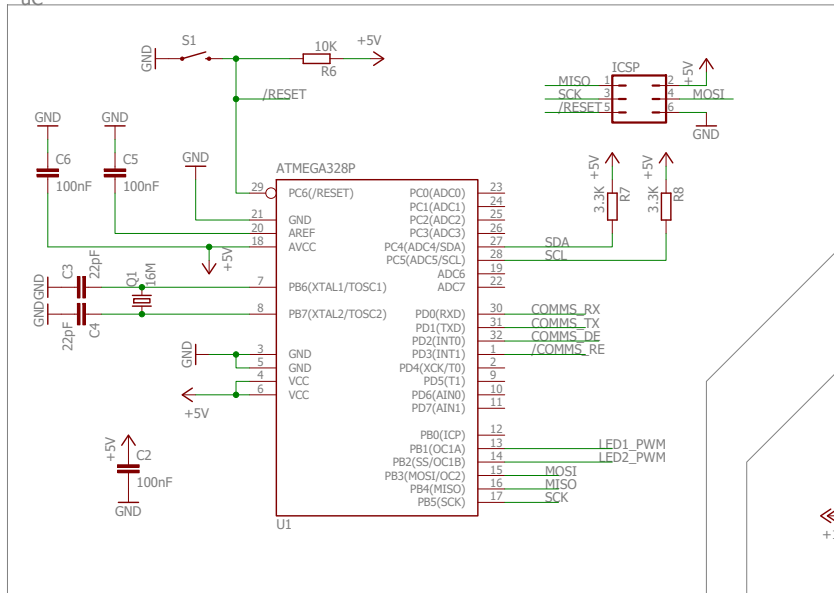 uC
S1
GND
10K
R6
+5V
/RESET
ICSP
MISO 1
SCK 3
/RESET 5
2 +5V
4 MOSI
6
GND
GND
C6
100nF
GND
C5
100nF
GND
ATMEGA328P
29 PC6(/RESET)
21 GND
20 AREF
18 AVCC
+5V
7 PB6(XTAL1/TOSC1)
8 PB7(XTAL2/TOSC2)
3 GND
5 GND
4 VCC
6 VCC
GND
C3
22pF
Q1
16M
GND
22pF
C4
GND
+5V
+5V
C2
100nF
GND
PC0(ADC0) 23
PC1(ADC1) 24
PC2(ADC2) 25
PC3(ADC3) 26
PC4(ADC4/SDA) 27 SDA
PC5(ADC5/SCL) 28 SCL
ADC6 19
ADC7 22
PD0(RXD) 30 COMMS_RX
PD1(TXD) 31 COMMS_TX
PD2(INT0) 32 COMMS_DE
PD3(INT1) 1 /COMMS_RE
PD4(XCK/T0) 2
PD5(T1) 9
PD6(AIN0) 10
PD7(AIN1) 11
PB0(ICP) 12
PB1(OC1A) 13 LED1_PWM
PB2(SS/OC1B) 14 LED2_PWM
PB3(MOSI/OC2) 15 MOSI
PB4(MISO) 16 MISO
PB5(SCK) 17 SCK
U1
+5V
3.3K
R7
+5V
3.3K
R8